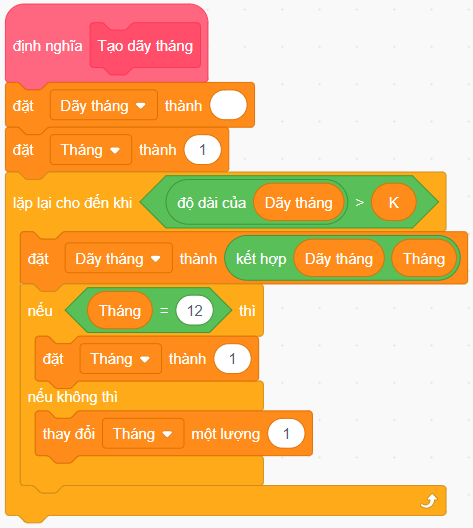 định nghĩa Tạo dãy tháng
đặt Dãy tháng thành
đặt Tháng thành 1
lặp lại cho đến khi độ dài của Dãy tháng > K
đặt Dãy tháng thành kết hợp Dãy tháng Tháng
nếu Tháng = 12 thì
đặt Tháng thành 1
nếu không thì
thay đổi Tháng một lượng 1